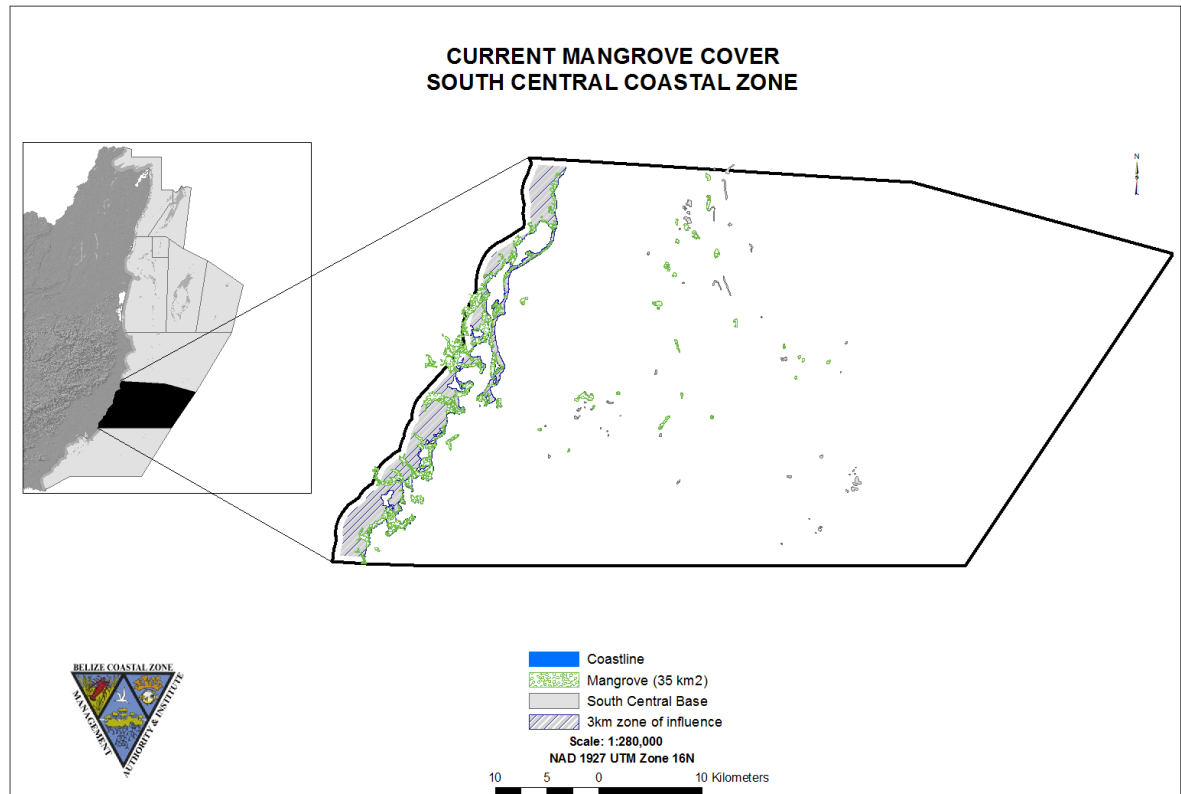 CURRENT MANGROVE COVER
SOUTH CENTRAL COASTAL ZONE
N
BELIZE COASTAL ZONE
MANAGEMENT
AUTHORITY & INSTITUTE
Coastline
Mangrove (35 km2)
South Central Base
3km zone of influence
Scale: 1:280,000
NAD 1927 UTM Zone 16N
10 5 0 10 Kilometers